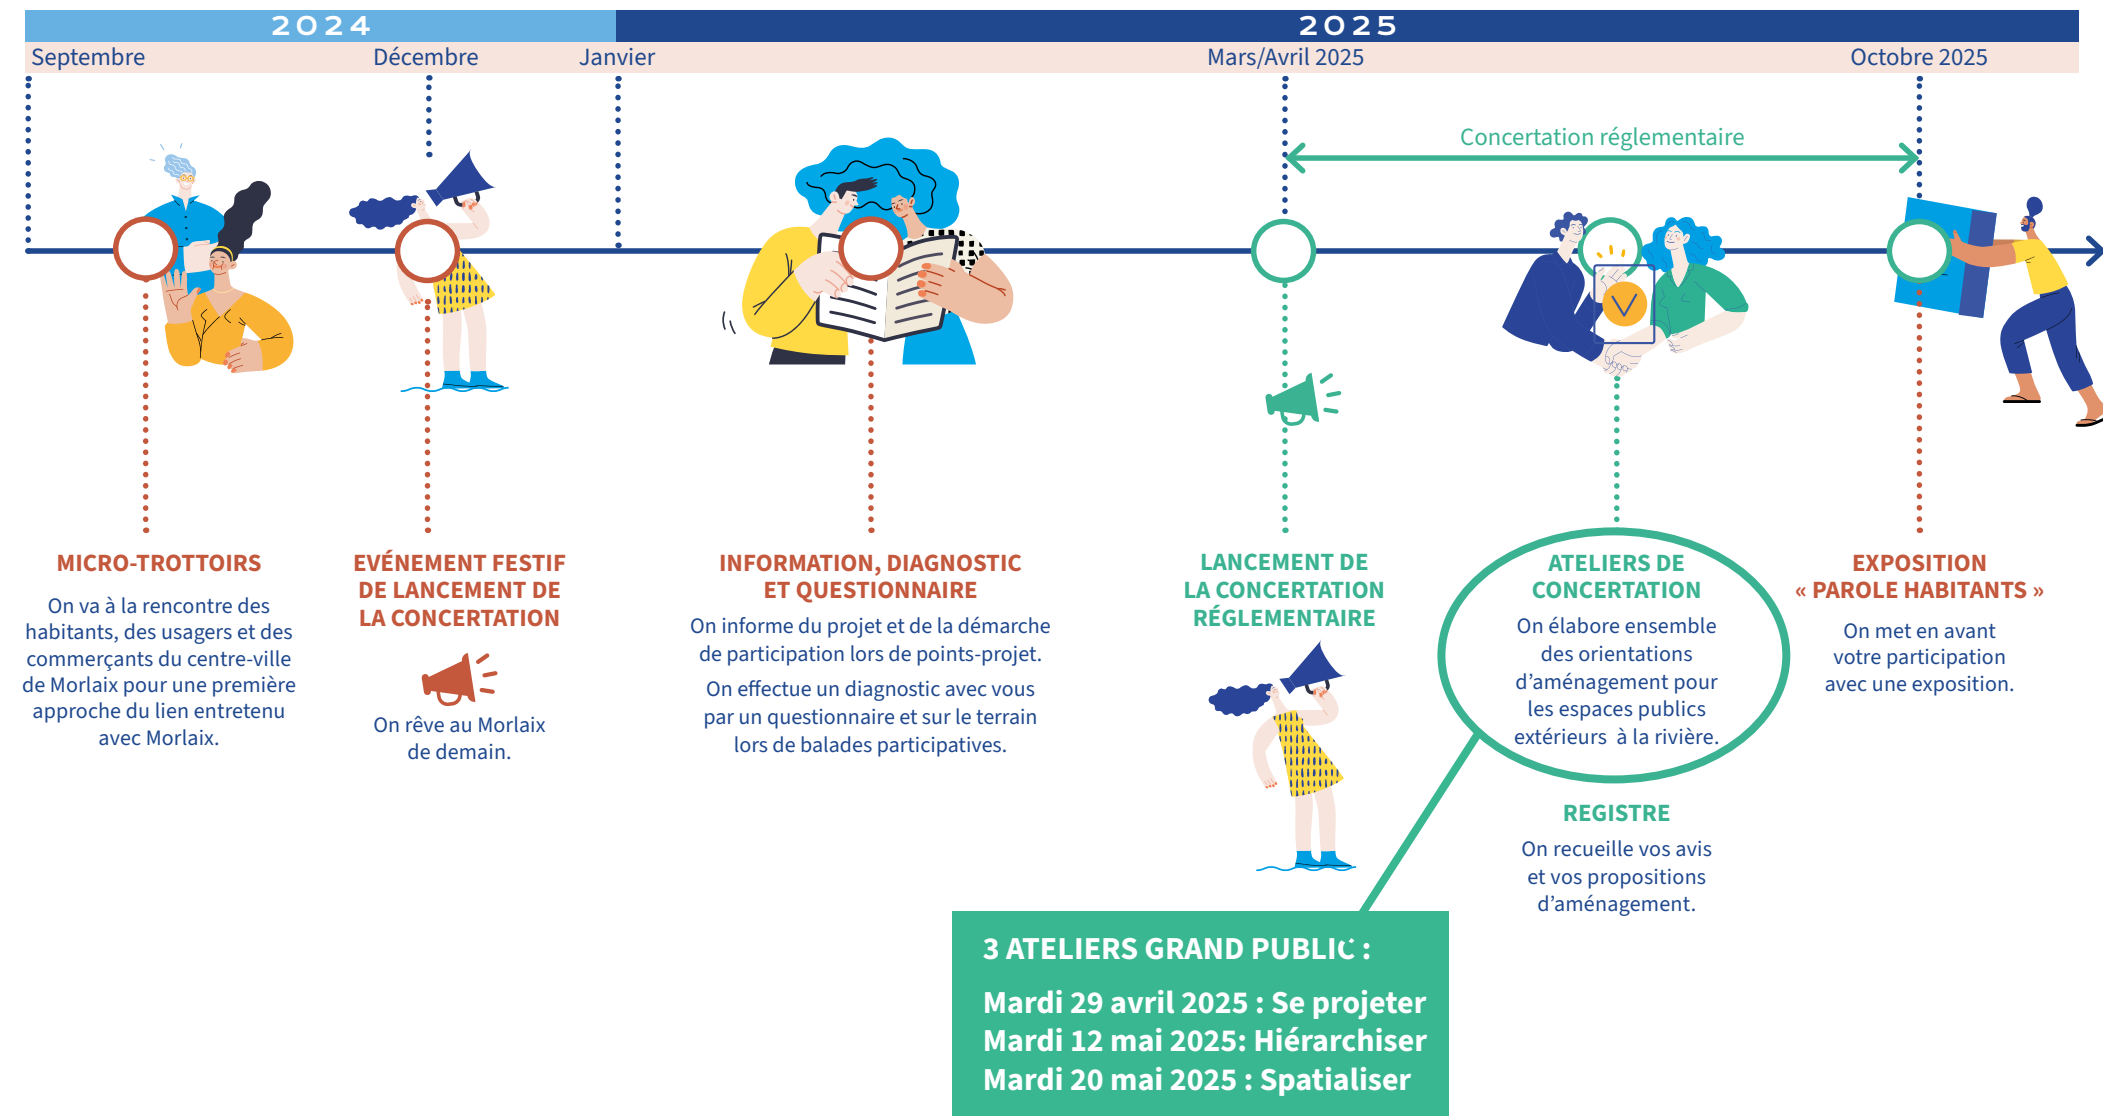 2024
2025
Septembre
Décembre
Janvier
Mars/Avril 2025
Octobre 2025
Concertation réglementaire
MICRO-TROTTOIRS
On va à la rencontre des
habitants, des usagers et des
commerçants du centre-ville
de Morlaix pour une première
approche du lien entretenu
avec Morlaix.
EVÉNEMENT FESTIF
DE LANCEMENT DE
LA CONCERTATION
On rêve au Morlaix
de demain.
INFORMATION, DIAGNOSTIC
ET QUESTIONNAIRE
On informe du projet et de la démarche
de participation lors de points-projet.
On effectue un diagnostic avec vous
par un questionnaire et sur le terrain
lors de balades participatives.
LANCEMENT DE
LA CONCERTATION
RÉGLEMENTAIRE
ATELIERS DE
CONCERTATION
On élabore ensemble
des orientations
d’aménagement pour
les espaces publics
extérieurs à la rivière.
REGISTRE
On recueille vos avis
et vos propositions
d’aménagement.
EXPOSITION
« PAROLE HABITANTS »
On met en avant
votre participation
avec une exposition.
3 ATELIERS GRAND PUBLIC :
Mardi 29 avril 2025 : Se projeter
Mardi 12 mai 2025: Hiérarchiser
Mardi 20 mai 2025 : Spatialiser